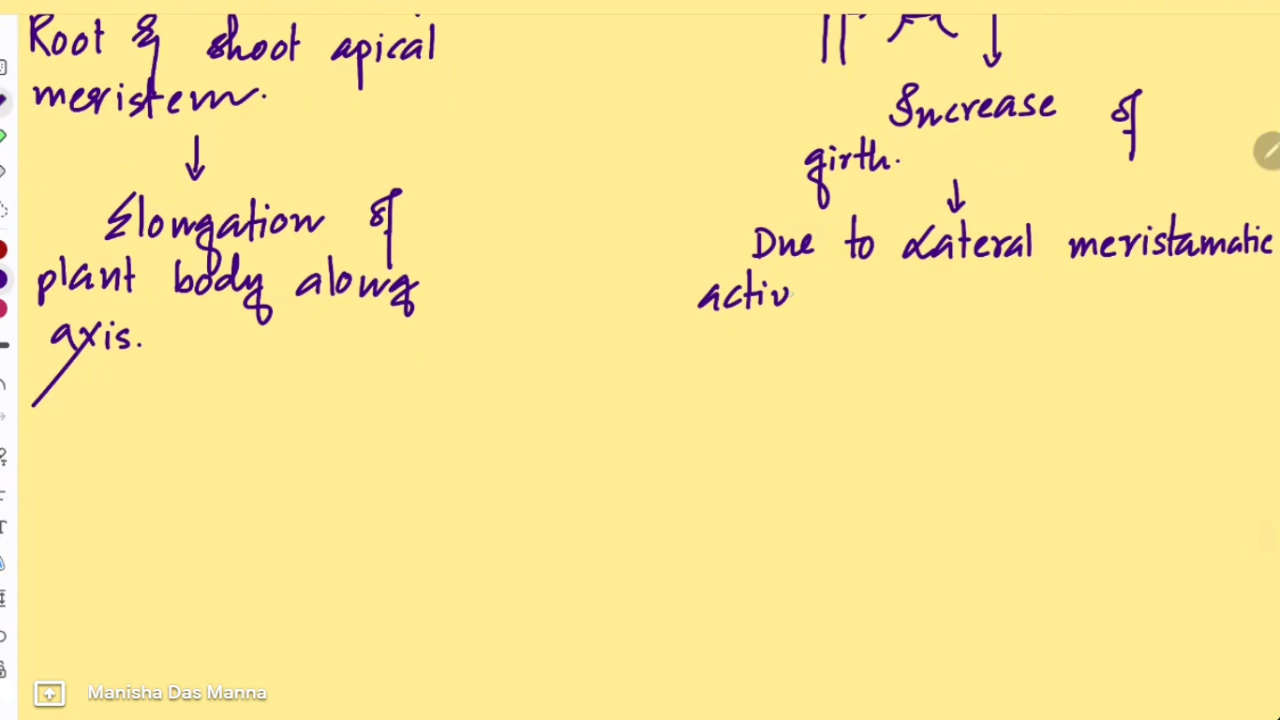 Root & shoot apical
meristem.
↓
Elongation of
plant body along
axis.
↓
Increase of
girth.
↓
Due to Lateral meristamatic
activ
Manisha Das Manna